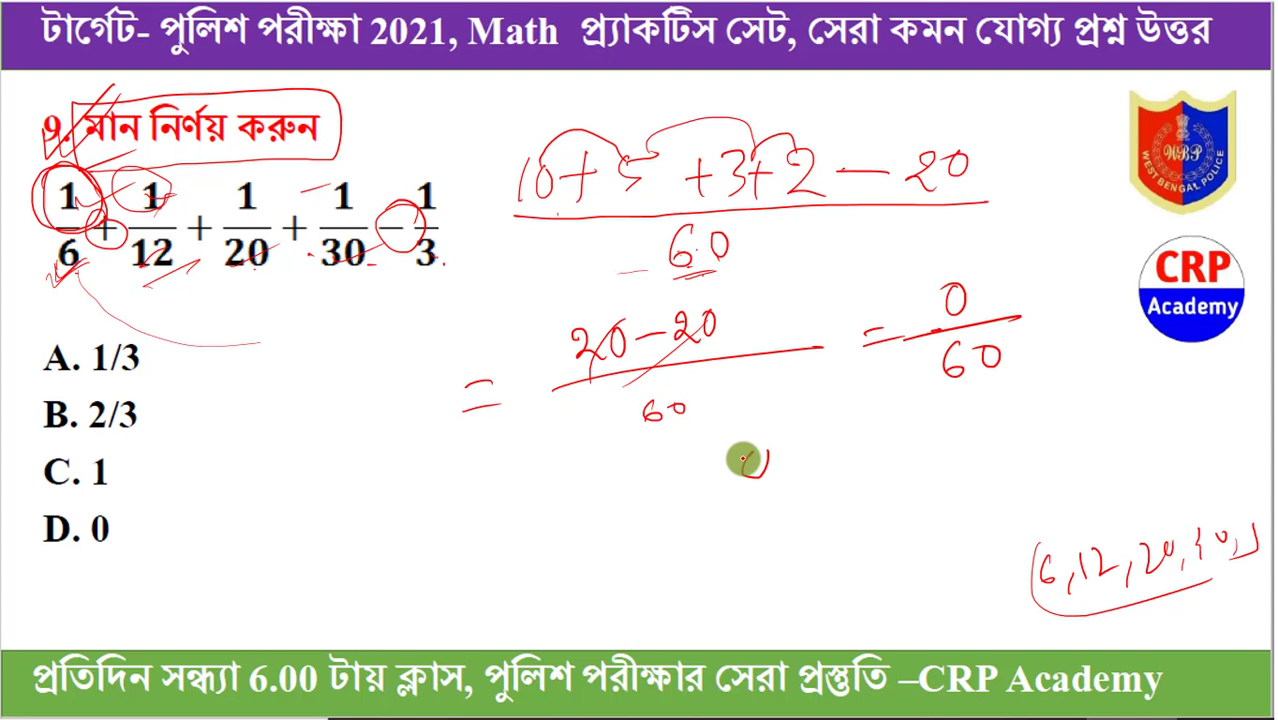 টার্গেট- পুলিশ পরীক্ষা 2021, Math প্র্যাকটিস সেট, সেরা কমন যোগ্য প্রশ্ন উত্তর
9. মান নির্ণয় করুন
1/6 + 1/12 + 1/20 + 1/30 - 1/3
A. 1/3
B. 2/3
C. 1
D. 0
10 + 5 + 3 + 2 - 20
60
= 20 - 20 / 60 = 0 / 60
6, 12, 20,
WBP
WEST BENGAL POLICE
CRP
Academy
প্রতিদিন সন্ধ্যা 6.00 টায় ক্লাস, পুলিশ পরীক্ষার সেরা প্রস্তুতি –CRP Academy